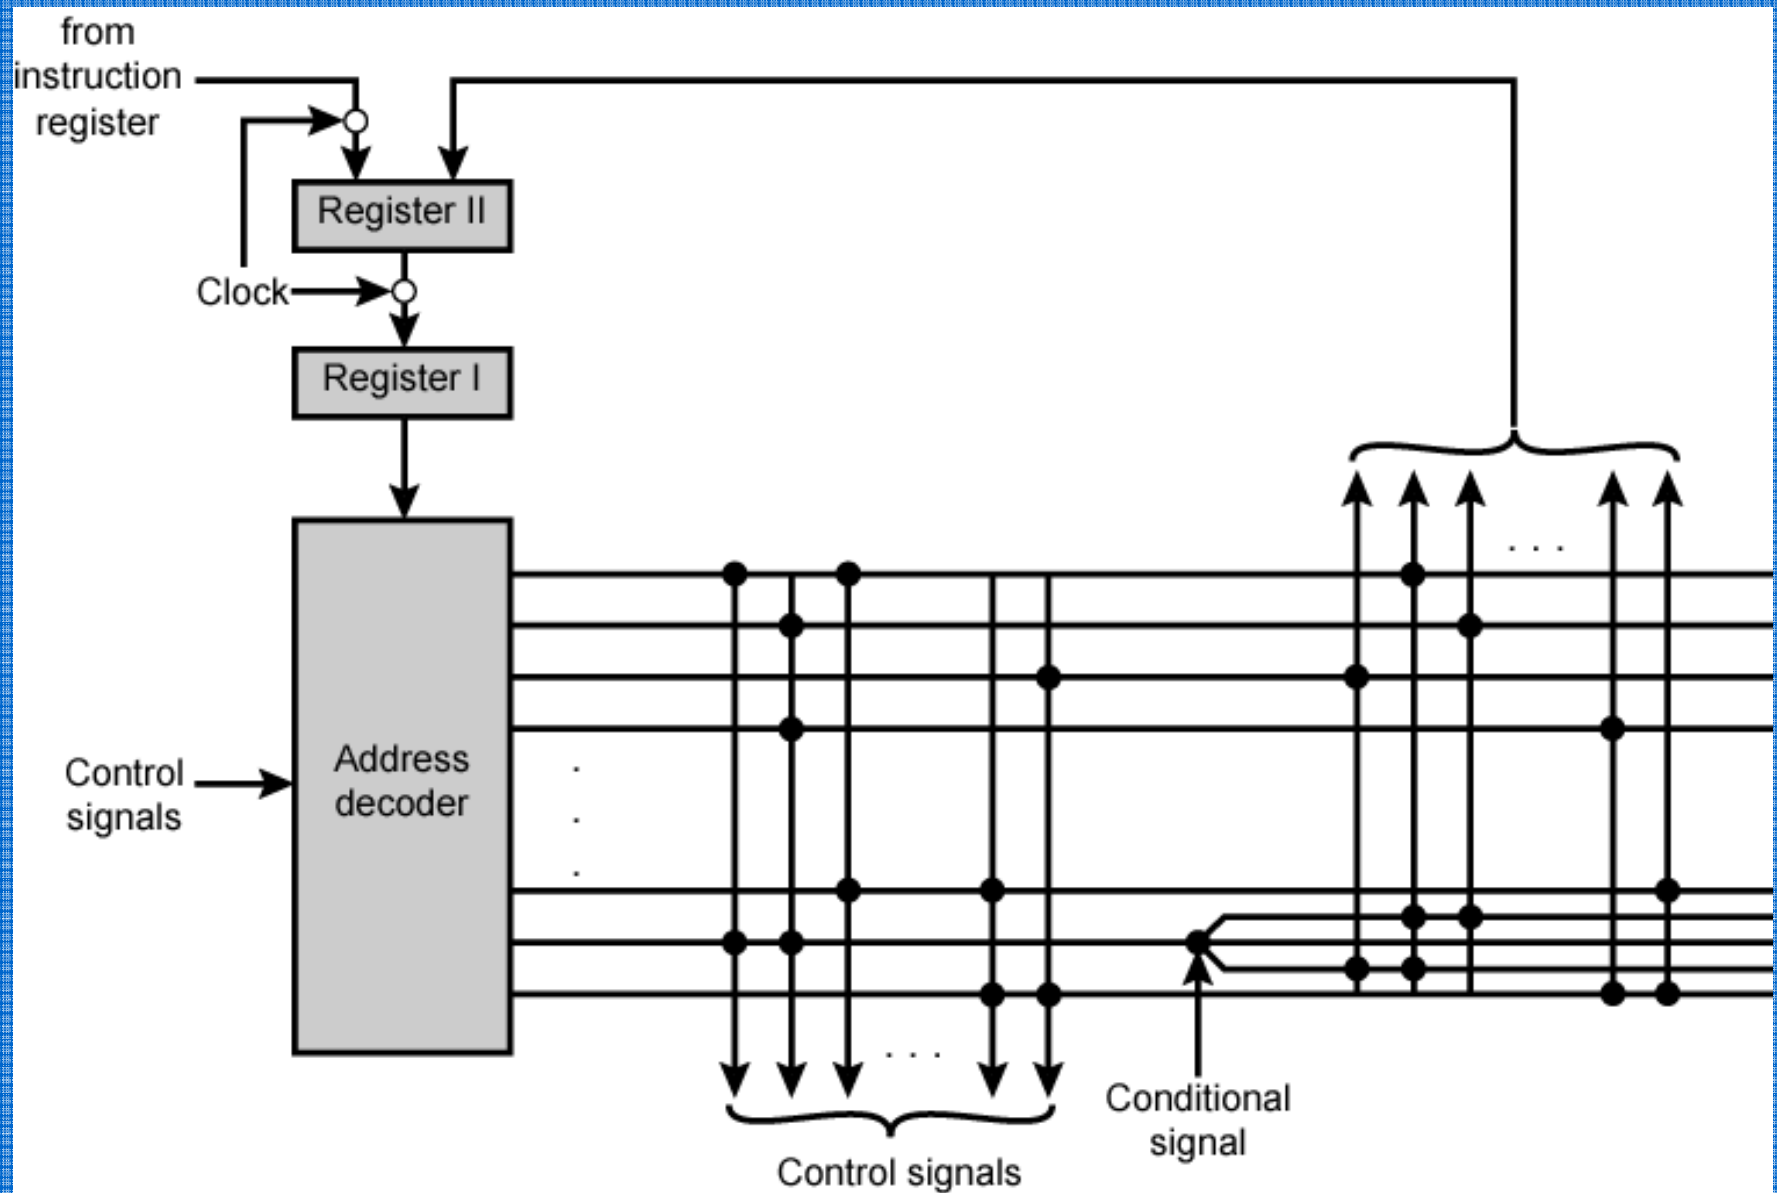 from
instruction
register
Register II
Clock
Register I
. . .
Address
decoder
Control
signals
.
.
.
. . .
Conditional
signal
Control signals